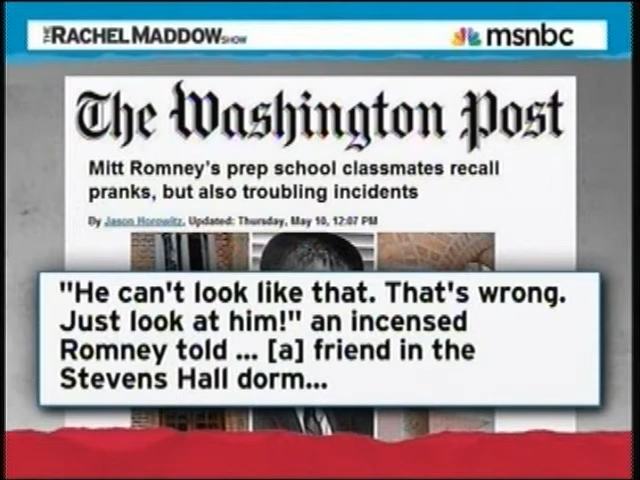 THE RACHEL MADDOW SHOW
msnbc
The Washington Post
Mitt Romney's prep school classmates recall
pranks, but also troubling incidents
By Jason Horowitz, Updated: Thursday, May 10, 12:07 PM
"He can't look like that. That's wrong.
Just look at him!" an incensed
Romney told ... [a] friend in the
Stevens Hall dorm...